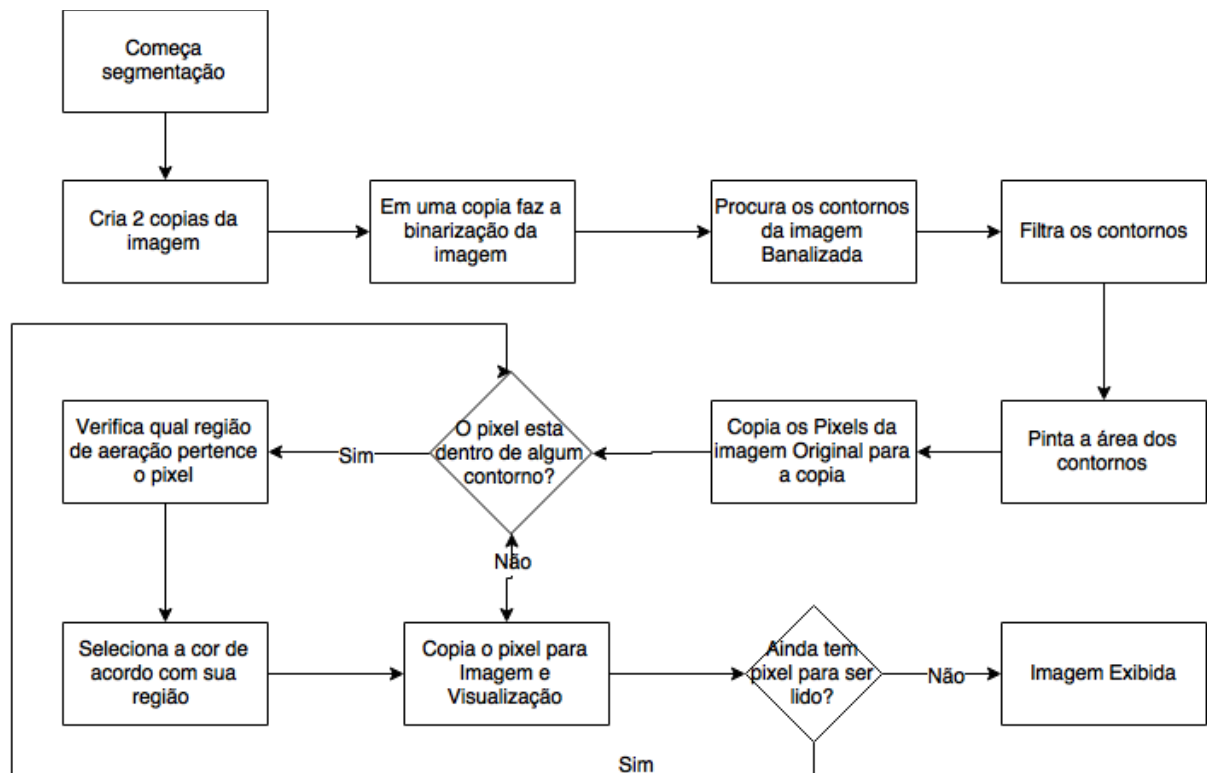 Começa
segmentação
Cria 2 copias da
imagem
Em uma copia faz a
binarização da
imagem
Procura os contornos
da imagem
Banalizada
Filtra os contornos
Pinta a área dos
contornos
Copia os Pixels da
imagem Original para
a copia
O pixel esta
dentro de algum
contorno?
Sim
Verifica qual região
de aeração pertence
o pixel
Não
Seleciona a cor de
acordo com sua
região
Copia o pixel para
Imagem e
Visualização
Ainda tem
pixel para ser
lido?
Não
Imagem Exibida
Sim